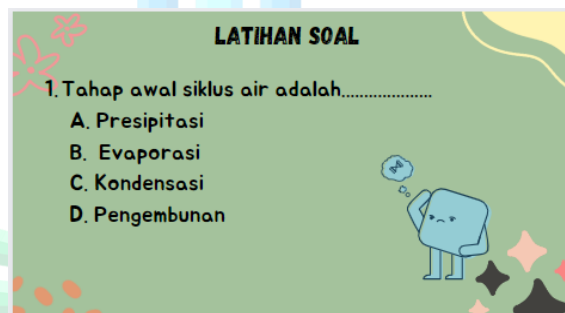 LATIHAN SOAL
1. Tahap awal siklus air adalah....................
A. Presipitasi
B. Evaporasi
C. Kondensasi
D. Pengembunan